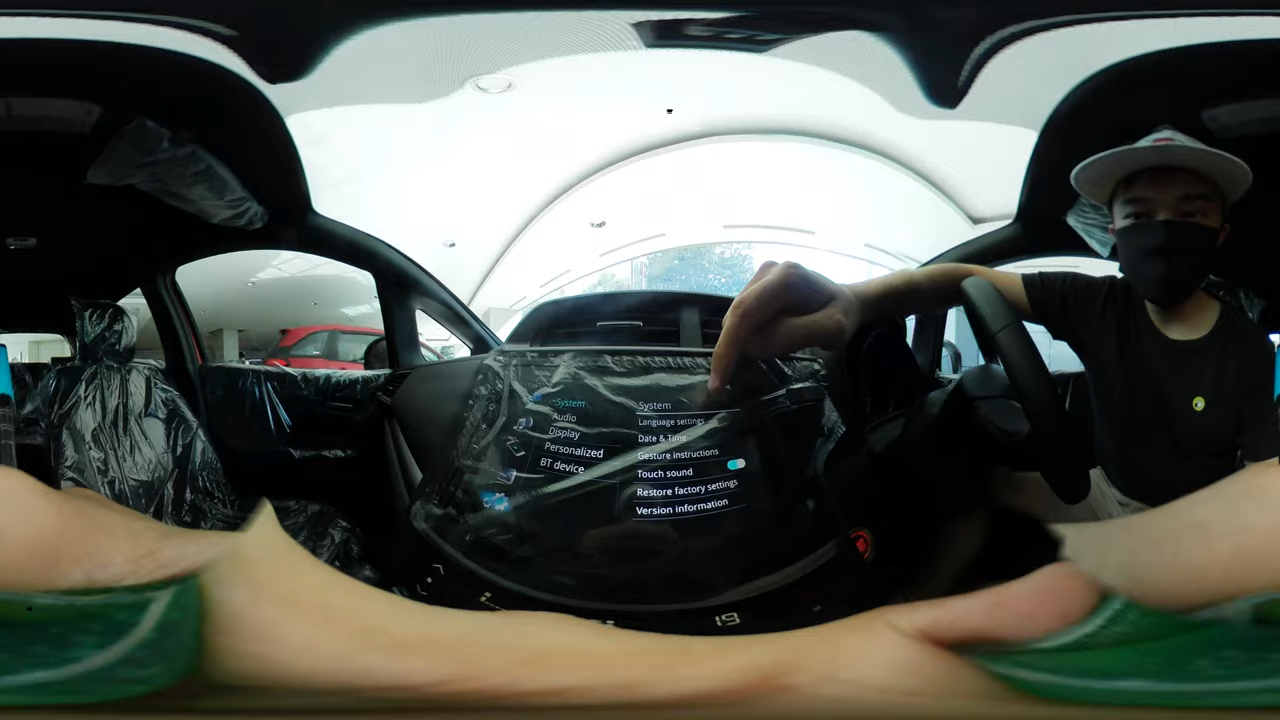 System
Audio
Display
Personalized
BT device
System
Language settings
Date & Time
Gesture instructions
Touch sound
Restore factory settings
Version information
19